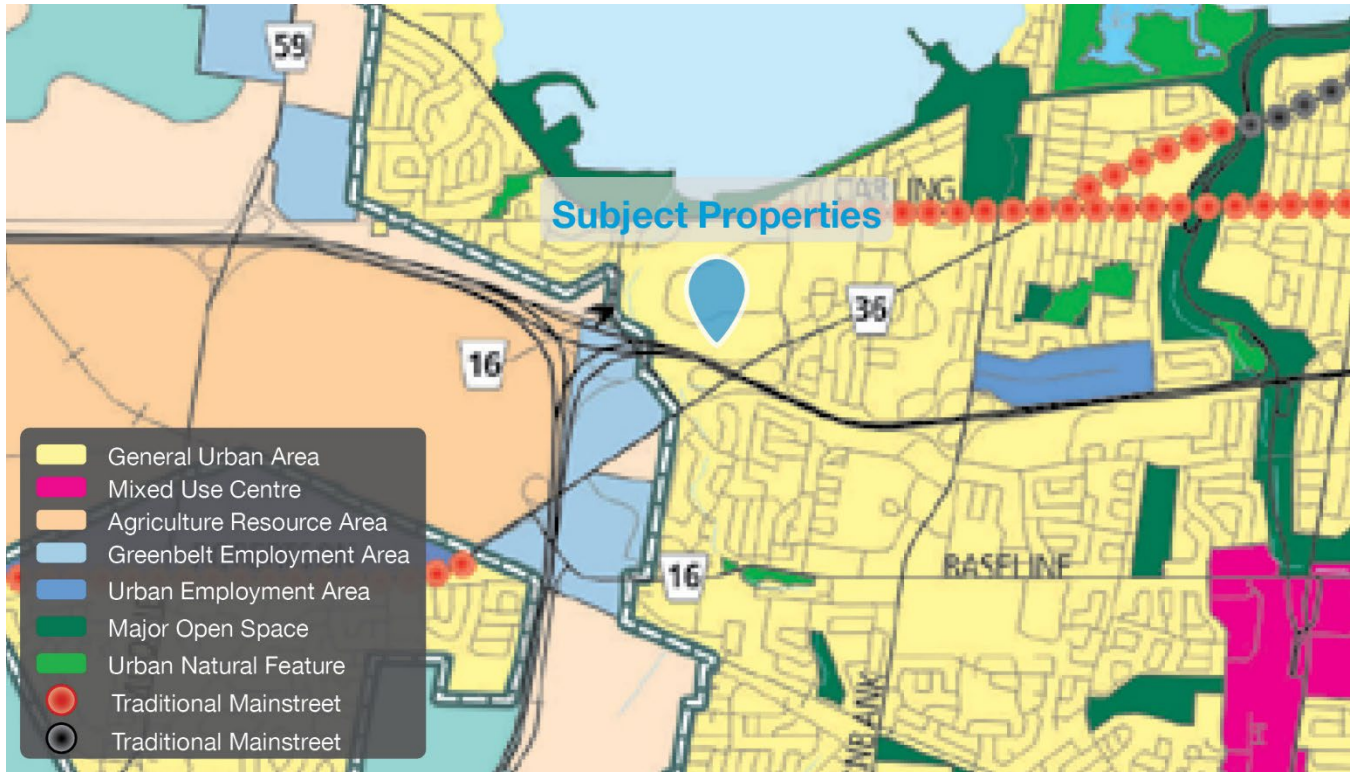 59
CARLING
Subject Properties
36
16
16
BASELINE
General Urban Area
Mixed Use Centre
Agriculture Resource Area
Greenbelt Employment Area
Urban Employment Area
Major Open Space
Urban Natural Feature
Traditional Mainstreet
Traditional Mainstreet